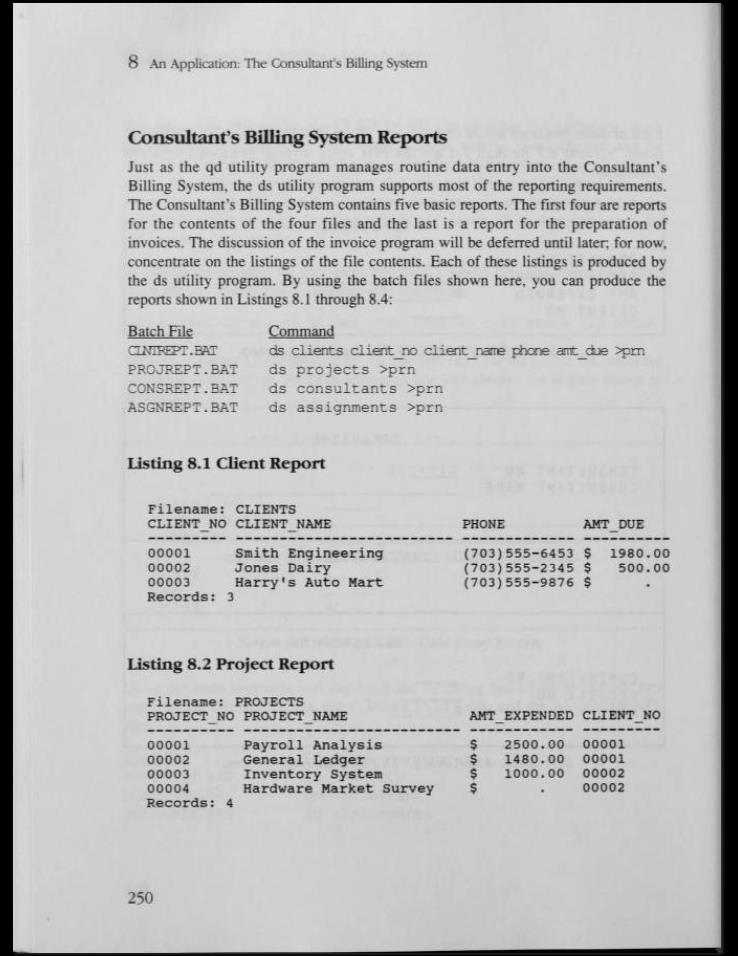 8 An Application: The Consultant's Billing System
Consultant's Billing System Reports
Just as the qd utility program manages routine data entry into the Consultant's
Billing System, the ds utility program supports most of the reporting requirements.
The Consultant's Billing System contains five basic reports. The first four are reports
for the contents of the four files and the last is a report for the preparation of
invoices. The discussion of the invoice program will be deferred until later; for now,
concentrate on the listings of the file contents. Each of these listings is produced by
the ds utility program. By using the batch files shown here, you can produce the
reports shown in Listings 8.1 through 8.4:
Batch File Command
CLNTREPT.BAT ds clients client_no client_name phone amt_due >prn
PROJREPT.BAT ds projects >prn
CONSREPT.BAT ds consultants >prn
ASGNREPT.BAT ds assignments >prn
Listing 8.1 Client Report
Filename: CLIENTS
CLIENT_NO CLIENT_NAME PHONE AMT_DUE
--------- ------------------------- ------------- ----------
00001 Smith Engineering (703)555-6453 $ 1980.00
00002 Jones Dairy (703)555-2345 $ 500.00
00003 Harry's Auto Mart (703)555-9876 $ .
Records: 3
Listing 8.2 Project Report
Filename: PROJECTS
PROJECT_NO PROJECT_NAME AMT_EXPENDED CLIENT_NO
---------- ------------------------- ------------ ---------
00001 Payroll Analysis $ 2500.00 00001
00002 General Ledger $ 1480.00 00001
00003 Inventory System $ 1000.00 00002
00004 Hardware Market Survey $ . 00002
Records: 4
250